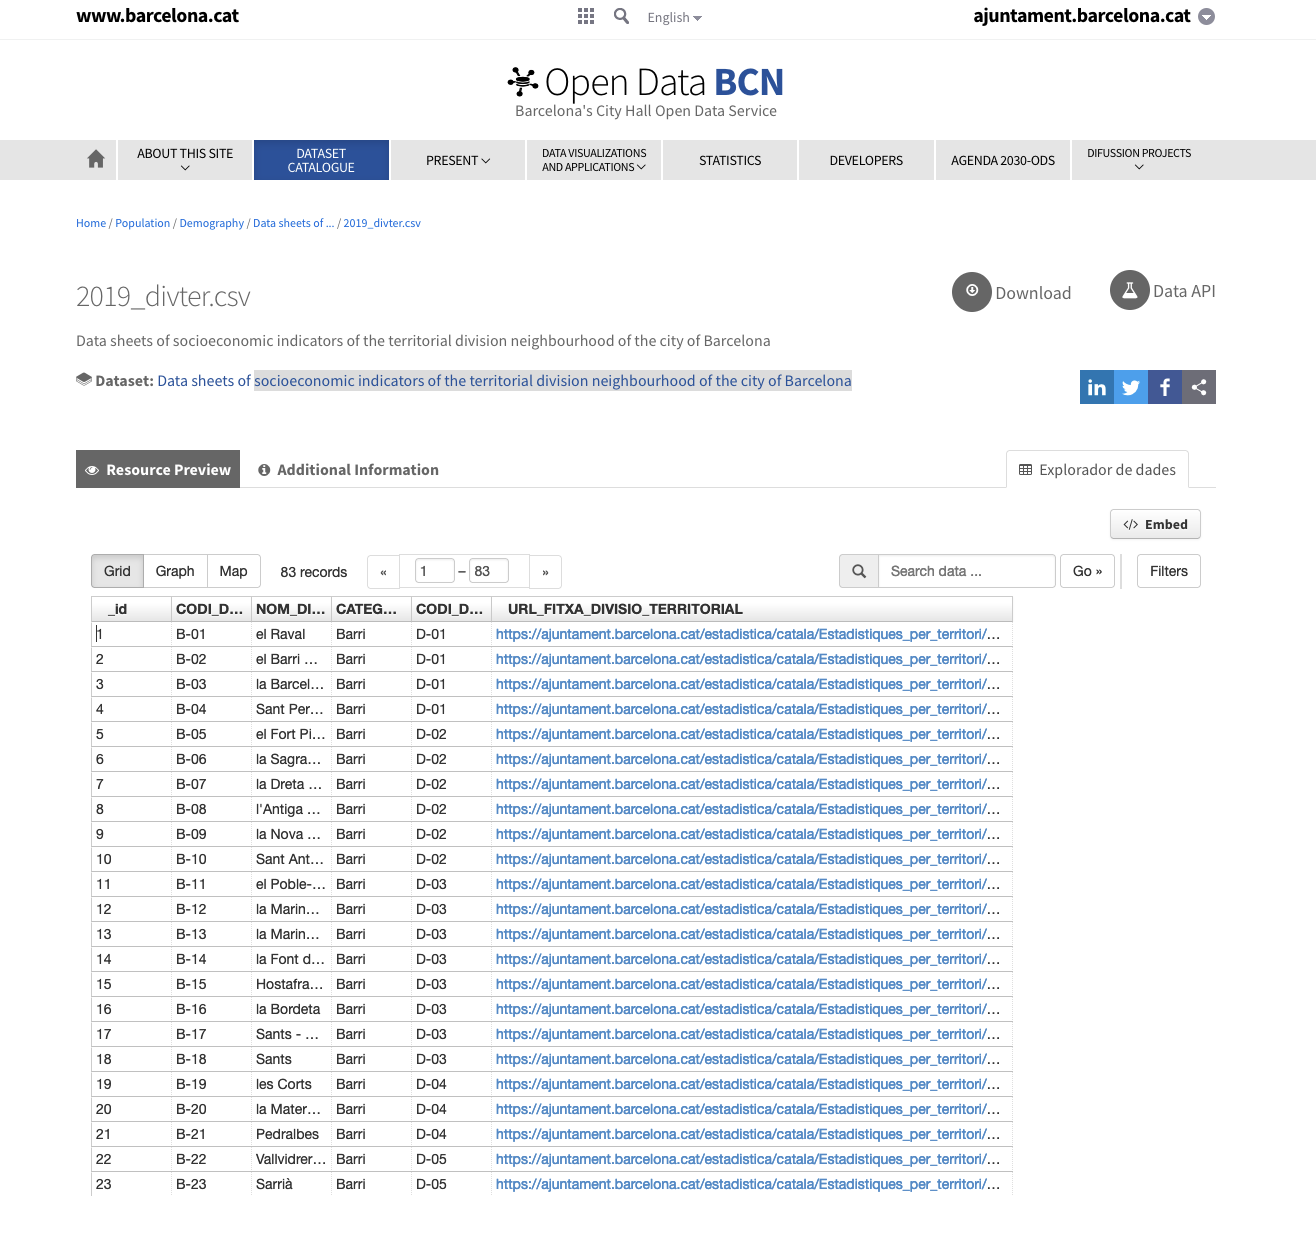 www.barcelona.cat English ajuntament.barcelona.cat
Open Data BCN
Barcelona's City Hall Open Data Service
ABOUT THIS SITE
DATASET CATALOGUE
PRESENT
DATA VISUALIZATIONS AND APPLICATIONS
STATISTICS
DEVELOPERS
AGENDA 2030-ODS
DIFUSSION PROJECTS
Home / Population / Demography / Data sheets of ... / 2019_divter.csv
2019_divter.csv
Download
Data API
Data sheets of socioeconomic indicators of the territorial division neighbourhood of the city of Barcelona
Dataset: Data sheets of socioeconomic indicators of the territorial division neighbourhood of the city of Barcelona
Resource Preview Additional Information Explorador de dades
</> Embed
Grid Graph Map 83 records « 1 – 83 » Search data ... Go » Filters
_id CODI_D... NOM_DI... CATEG... CODI_D... URL_FITXA_DIVISIO_TERRITORIAL
1 B-01 el Raval Barri D-01 https://ajuntament.barcelona.cat/estadistica/catala/Estadistiques_per_territori/...
2 B-02 el Barri ... Barri D-01 https://ajuntament.barcelona.cat/estadistica/catala/Estadistiques_per_territori/...
3 B-03 la Barcel... Barri D-01 https://ajuntament.barcelona.cat/estadistica/catala/Estadistiques_per_territori/...
4 B-04 Sant Per... Barri D-01 https://ajuntament.barcelona.cat/estadistica/catala/Estadistiques_per_territori/...
5 B-05 el Fort Pi... Barri D-02 https://ajuntament.barcelona.cat/estadistica/catala/Estadistiques_per_territori/...
6 B-06 la Sagra... Barri D-02 https://ajuntament.barcelona.cat/estadistica/catala/Estadistiques_per_territori/...
7 B-07 la Dreta ... Barri D-02 https://ajuntament.barcelona.cat/estadistica/catala/Estadistiques_per_territori/...
8 B-08 l'Antiga ... Barri D-02 https://ajuntament.barcelona.cat/estadistica/catala/Estadistiques_per_territori/...
9 B-09 la Nova ... Barri D-02 https://ajuntament.barcelona.cat/estadistica/catala/Estadistiques_per_territori/...
10 B-10 Sant Ant... Barri D-02 https://ajuntament.barcelona.cat/estadistica/catala/Estadistiques_per_territori/...
11 B-11 el Poble-... Barri D-03 https://ajuntament.barcelona.cat/estadistica/catala/Estadistiques_per_territori/...
12 B-12 la Marin... Barri D-03 https://ajuntament.barcelona.cat/estadistica/catala/Estadistiques_per_territori/...
13 B-13 la Marin... Barri D-03 https://ajuntament.barcelona.cat/estadistica/catala/Estadistiques_per_territori/...
14 B-14 la Font d... Barri D-03 https://ajuntament.barcelona.cat/estadistica/catala/Estadistiques_per_territori/...
15 B-15 Hostafra... Barri D-03 https://ajuntament.barcelona.cat/estadistica/catala/Estadistiques_per_territori/...
16 B-16 la Bordeta Barri D-03 https://ajuntament.barcelona.cat/estadistica/catala/Estadistiques_per_territori/...
17 B-17 Sants - ... Barri D-03 https://ajuntament.barcelona.cat/estadistica/catala/Estadistiques_per_territori/...
18 B-18 Sants Barri D-03 https://ajuntament.barcelona.cat/estadistica/catala/Estadistiques_per_territori/...
19 B-19 les Corts Barri D-04 https://ajuntament.barcelona.cat/estadistica/catala/Estadistiques_per_territori/...
20 B-20 la Mater... Barri D-04 https://ajuntament.barcelona.cat/estadistica/catala/Estadistiques_per_territori/...
21 B-21 Pedralbes Barri D-04 https://ajuntament.barcelona.cat/estadistica/catala/Estadistiques_per_territori/...
22 B-22 Vallvidrer... Barri D-05 https://ajuntament.barcelona.cat/estadistica/catala/Estadistiques_per_territori/...
23 B-23 Sarrià Barri D-05 https://ajuntament.barcelona.cat/estadistica/catala/Estadistiques_per_territori/...